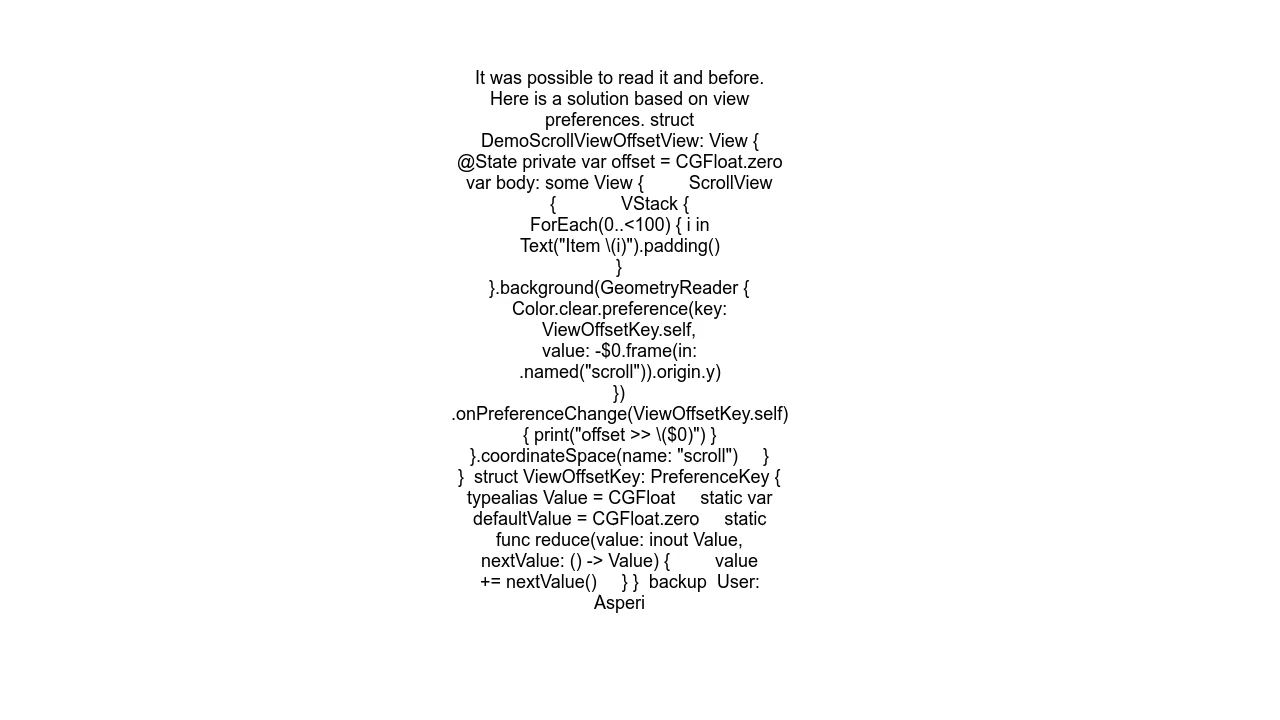 It was possible to read it and before.
Here is a solution based on view
preferences. struct
DemoScrollViewOffsetView: View {
@State private var offset = CGFloat.zero
var body: some View {         ScrollView
{             VStack {
ForEach(0..<100) { i in
Text("Item \(i)").padding()
}
}.background(GeometryReader {
Color.clear.preference(key:
ViewOffsetKey.self,
value: -$0.frame(in:
.named("scroll")).origin.y)
})
.onPreferenceChange(ViewOffsetKey.self)
{ print("offset >> \($0)") }
}.coordinateSpace(name: "scroll")     }
}  struct ViewOffsetKey: PreferenceKey {
typealias Value = CGFloat     static var
defaultValue = CGFloat.zero     static
func reduce(value: inout Value,
nextValue: () -> Value) {         value
+= nextValue()     } }  backup  User:
Asperi